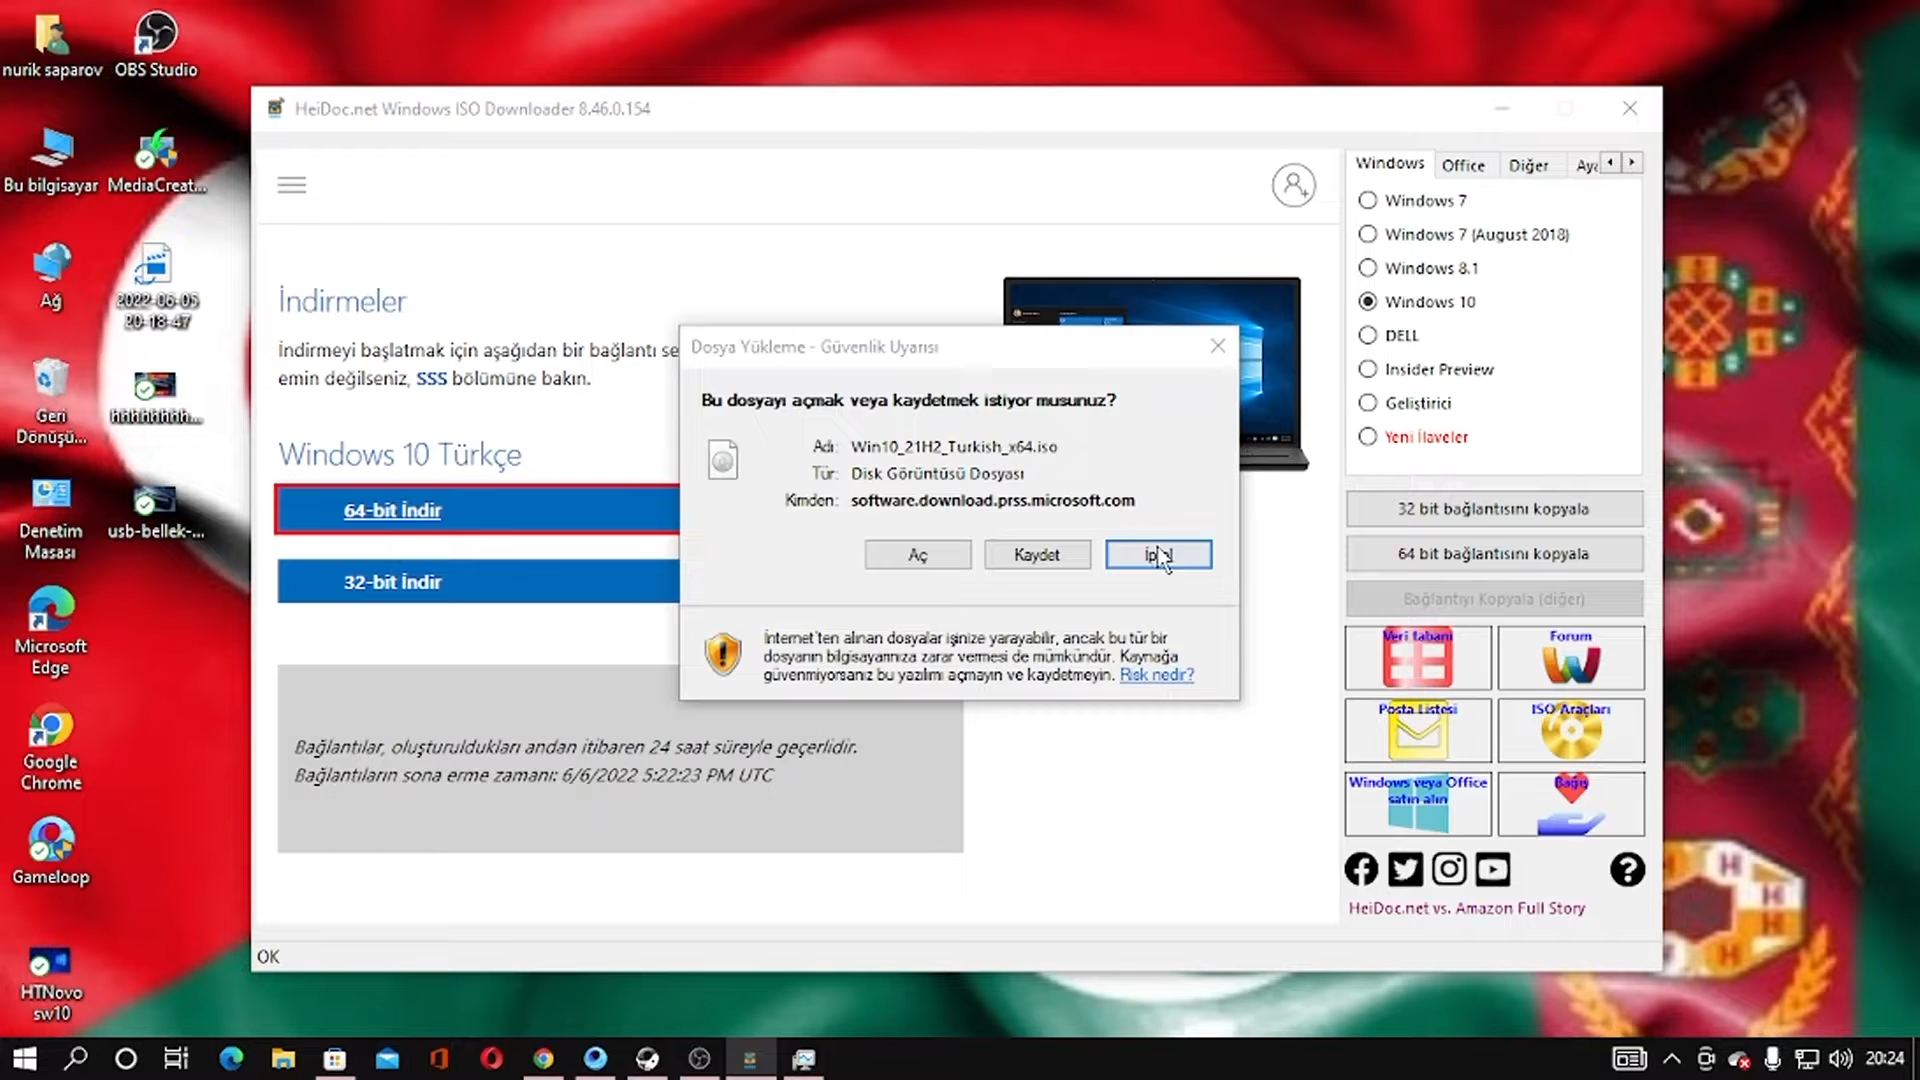 nurik saparov
OBS Studio
Bu bilgisayar
MediaCreat...
Ağ
2022-06-05
20-18-47
Geri
Dönüşü...
hhhhhhhhh...
Denetim
Masası
usb-bellek-...
Microsoft
Edge
Google
Chrome
Gameloop
HTNovo
sw10
HeiDoc.net Windows ISO Downloader 8.46.0.154
İndirmeler
İndirmeyi başlatmak için aşağıdan bir bağlantı se
emin değilseniz, SSS bölümüne bakın.
Windows 10 Türkçe
64-bit İndir
32-bit İndir
Bağlantılar, oluşturuldukları andan itibaren 24 saat süreyle geçerlidir.
Bağlantıların sona erme zamanı: 6/6/2022 5:22:23 PM UTC
OK
Dosya Yükleme - Güvenlik Uyarısı
Bu dosyayı açmak veya kaydetmek istiyor musunuz?
Adı: Win10_21H2_Turkish_x64.iso
Tür: Disk Görüntüsü Dosyası
Kimden: software.download.prss.microsoft.com
Aç
Kaydet
İnternet'ten alınan dosyalar işinize yarayabilir, ancak bu tür bir
dosyanın bilgisayarınıza zarar vermesi de mümkündür. Kaynağa
güvenmiyorsanız bu yazılımı açmayın ve kaydetmeyin. Risk nedir?
Windows
Office
Diğer
Windows 7
Windows 7 (August 2018)
Windows 8.1
Windows 10
DELL
Insider Preview
Geliştirici
Yeni İlaveler
32 bit bağlantısını kopyala
64 bit bağlantısını kopyala
Bağlantıyı Kopyala (diğer)
Veri tabanı
Forum
Posta Listesi
ISO Araçları
Windows veya Office
satın alın
Bağış
HeiDoc.net vs. Amazon Full Story
20:24